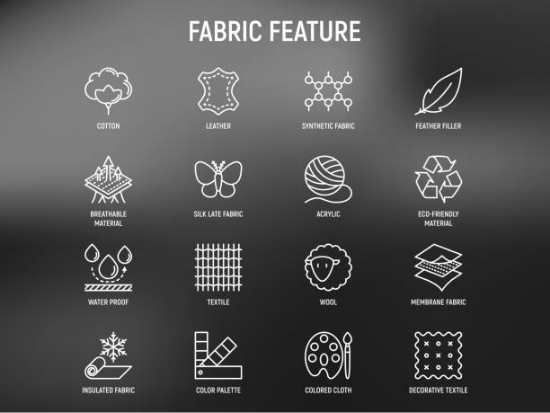 FABRIC FEATURE
COTTON
LEATHER
SYNTHETIC FABRIC
FEATHER FILLER
BREATHABLE
MATERIAL
SILK LATE FABRIC
ACRYLIC
ECO-FRIENDLY
MATERIAL
WATER PROOF
TEXTILE
WOOL
MEMBRANE FABRIC
INSULATED FABRIC
COLOR PALETTE
COLORED CLOTH
DECORATIVE TEXTILE